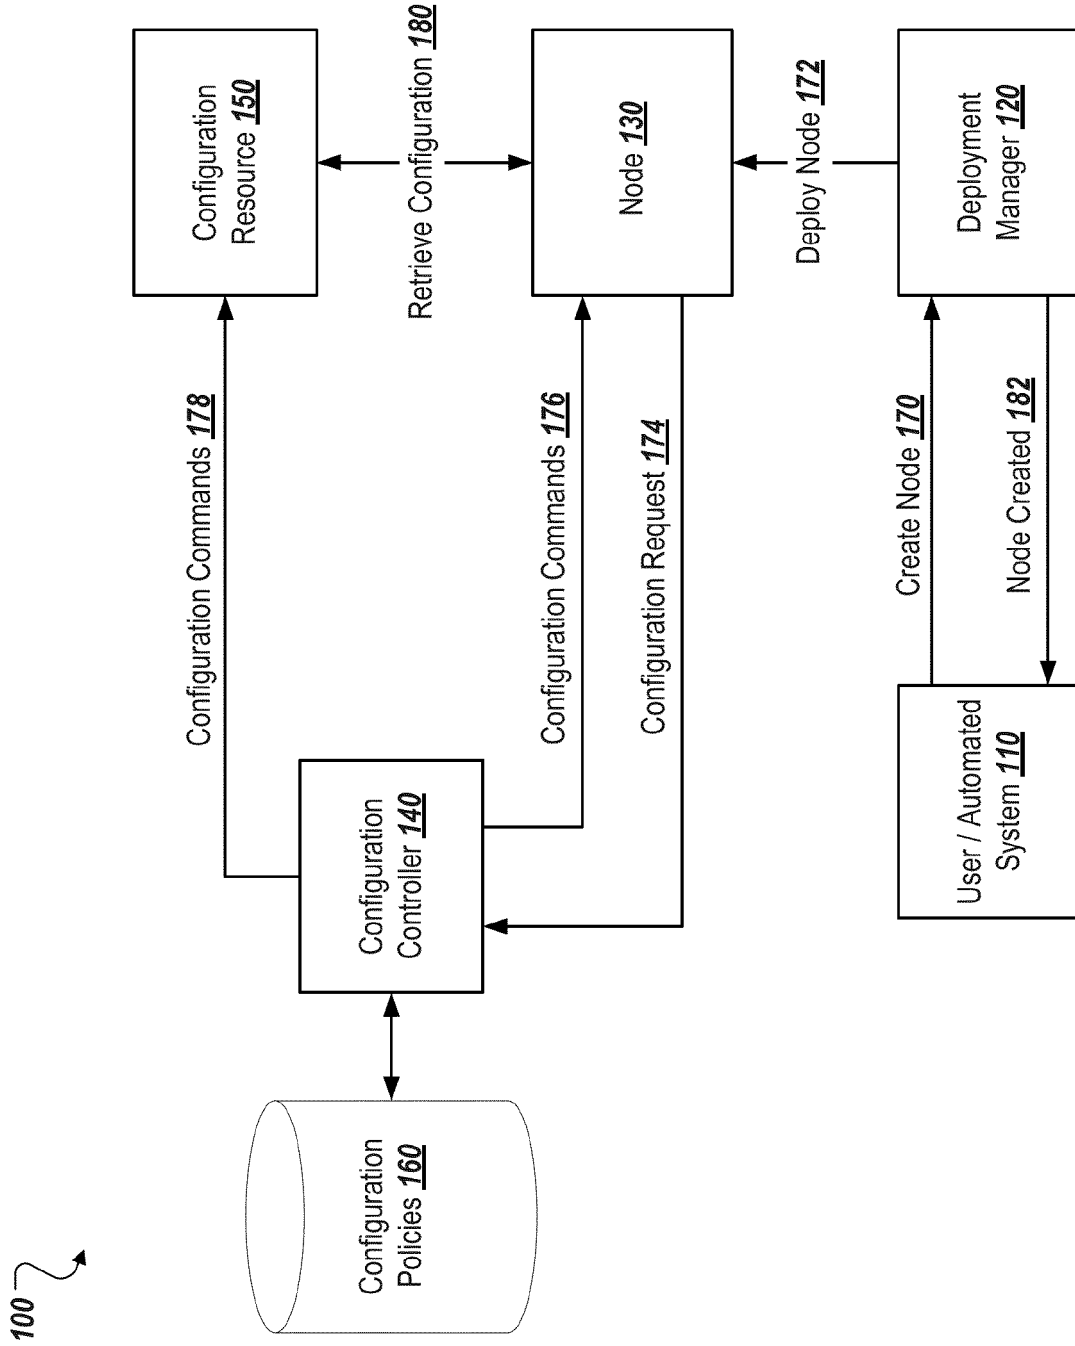 100
Configuration
Policies 160
Configuration
Controller 140
Configuration Commands 178
Configuration
Resource 150
Retrieve Configuration 180
Configuration Commands 176
Configuration Request 174
Node 130
Deploy Node 172
User / Automated
System 110
Create Node 170
Node Created 182
Deployment
Manager 120